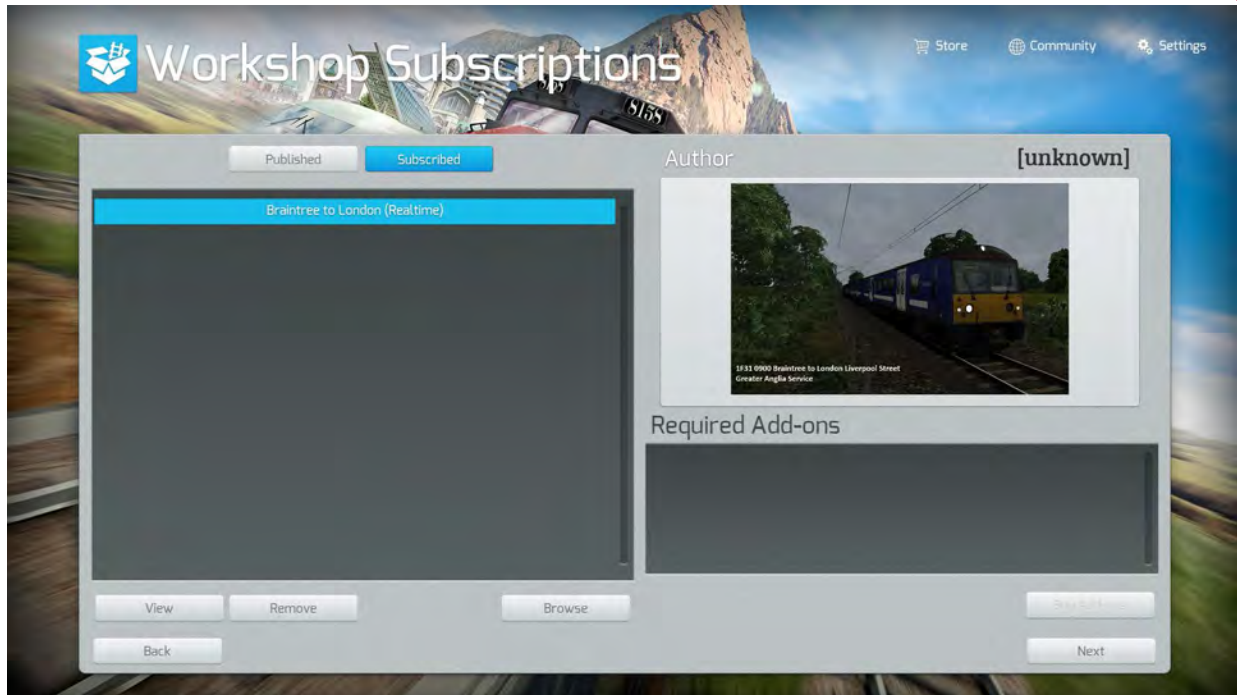 Workshop Subscriptions
Store
Community
Settings
Published
Subscribed
Author
[unknown]
Braintree to London (Realtime)
8158
1F31 0900 Braintree to London Liverpool Street
Greater Anglia Service
Required Add-ons
View
Remove
Browse
Back
Next